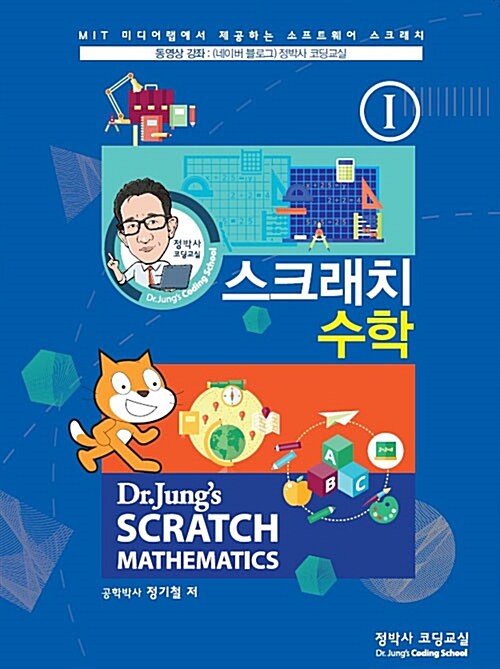 MIT 미디어랩에서 제공하는 소프트웨어 스크래치
동영상 강좌 : (네이버 블로그) 정박사 코딩교실
I
정박사
코딩교실
Dr.Jung's Coding School
스크래치
수학
A
B C
Dr.Jung's
SCRATCH
MATHEMATICS
공학박사 정기철 저
정박사 코딩교실
Dr. Jung's Coding School